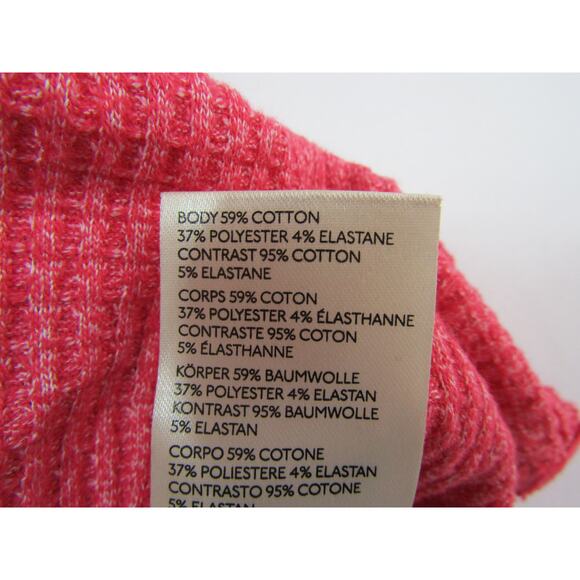 BODY 59% COTTON
37% POLYESTER 4% ELASTANE
CONTRAST 95% COTTON
5% ELASTANE
CORPS 59% COTON
37% POLYESTER 4% ÉLASTHANNE
CONTRASTE 95% COTON
5% ÉLASTHANNE
KÖRPER 59% BAUMWOLLE
37% POLYESTER 4% ELASTAN
KONTRAST 95% BAUMWOLLE
5% ELASTAN
CORPO 59% COTONE
37% POLIESTERE 4% ELASTAN
CONTRASTO 95% COTONE
5% ELASTAN